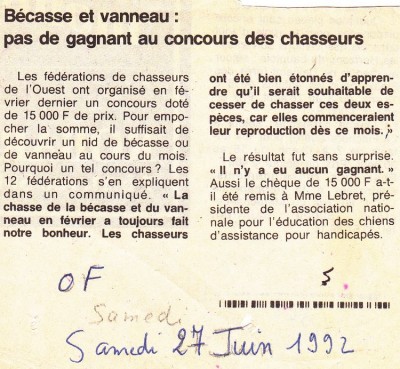 Bécasse et vanneau :
pas de gagnant au concours des chasseurs
Les fédérations de chasseurs
de l'Ouest ont organisé en fé-
vrier dernier un concours doté
de 15 000 F de prix. Pour empo-
cher la somme, il suffisait de
découvrir un nid de bécasse ou
de vanneau au cours du mois.
Pourquoi un tel concours ? Les
12 fédérations s'en expliquent
dans un communiqué. « La
chasse de la bécasse et du van-
neau en février a toujours fait
notre bonheur. Les chasseurs
ont été bien étonnés d'appren-
dre qu'il serait souhaitable de
cesser de chasser ces deux es-
pèces, car elles commenceraient
leur reproduction dès ce mois. »
Le résultat fut sans surprise.
« Il n'y a eu aucun gagnant. »
Aussi le chèque de 15 000 F a-t-
il été remis à Mme Lebret, pré-
sidente de l'association natio-
nale pour l'éducation des chiens
d'assistance pour handicapés.
OF
Samedi
Samedi 27 Juin 1992